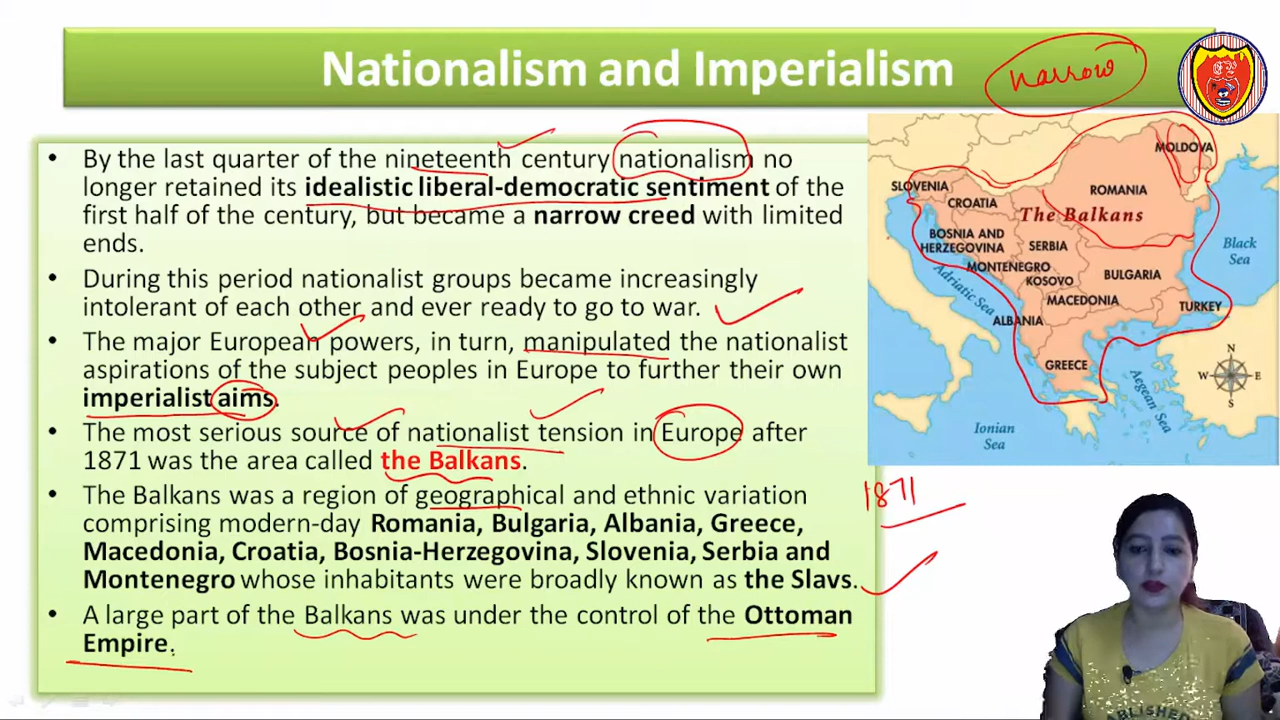 Nationalism and Imperialism
narrow
• By the last quarter of the nineteenth century nationalism no
longer retained its idealistic liberal-democratic sentiment of the
first half of the century, but became a narrow creed with limited
ends.
• During this period nationalist groups became increasingly
intolerant of each other and ever ready to go to war.
• The major European powers, in turn, manipulated the nationalist
aspirations of the subject peoples in Europe to further their own
imperialist aims.
• The most serious source of nationalist tension in Europe after
1871 was the area called the Balkans.
• The Balkans was a region of geographical and ethnic variation
comprising modern-day Romania, Bulgaria, Albania, Greece,
Macedonia, Croatia, Bosnia-Herzegovina, Slovenia, Serbia and
Montenegro whose inhabitants were broadly known as the Slavs.
• A large part of the Balkans was under the control of the Ottoman
Empire.
MOLDOVA
SLOVENIA
ROMANIA
CROATIA
The Balkans
BOSNIA AND
HERZEGOVINA
SERBIA
Black
Sea
MONTENEGRO
KOSOVO
BULGARIA
Adriatic Sea
MACEDONIA
TURKEY
ALBANIA
GREECE
N
W
E
S
Aegean Sea
Ionian
Sea
1871
PUBLISHED